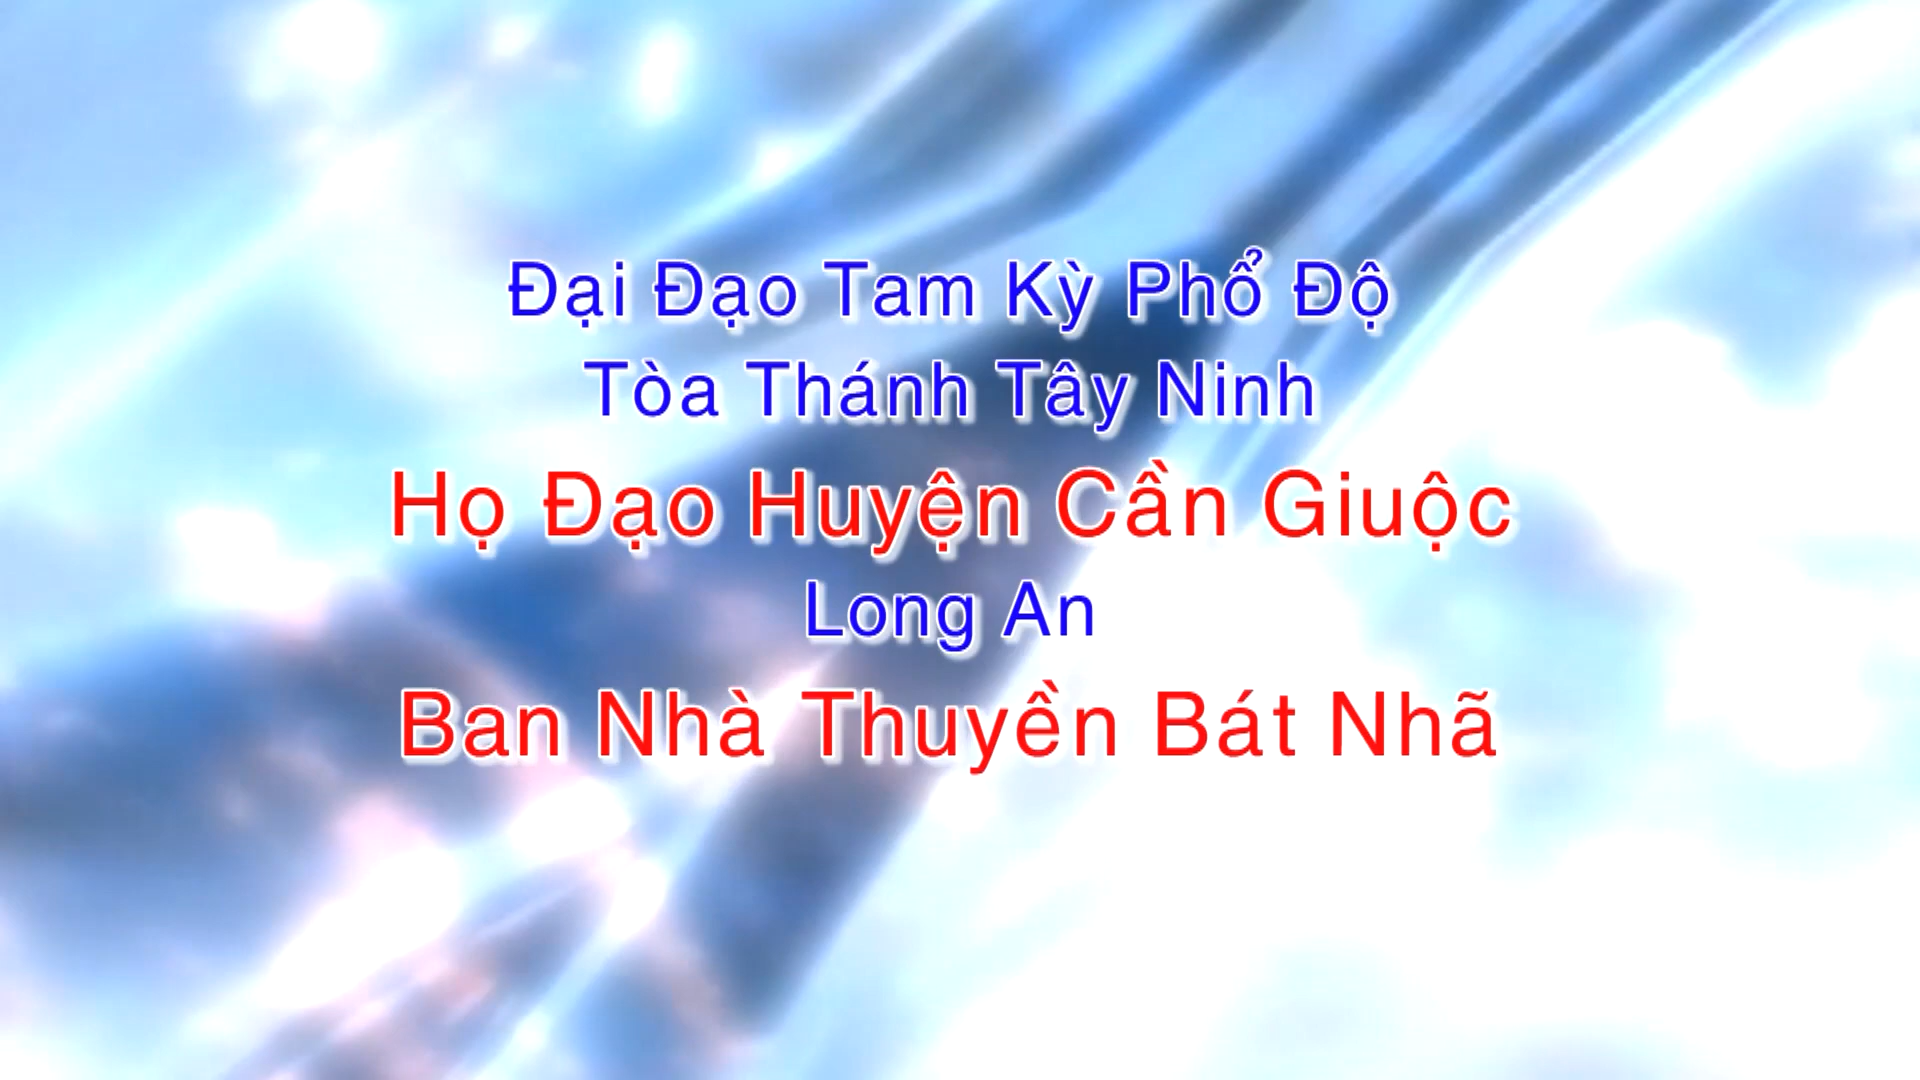 Đại Đạo Tam Kỳ Phổ Độ
Tòa Thánh Tây Ninh
Họ Đạo Huyện Cần Giuộc
Long An
Ban Nhà Thuyền Bát Nhã